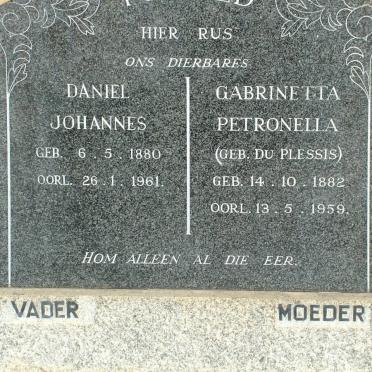 HIER RUS
ONS DIERBARES
DANIEL
JOHANNES
GEB. 6.5.1880
OORL. 26.1.1961.
GABRINETTA
PETRONELLA
(GEB. DU PLESSIS)
GEB. 14.10.1882
OORL. 13.5.1959.
HOM ALLEEN AL DIE EER.
VADER
MOEDER